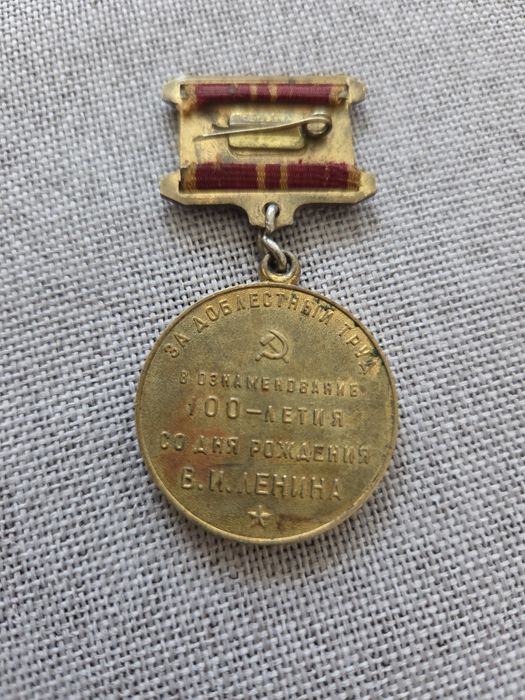 ЗА ДОБЛЕСТНЫЙ ТРУД
В ОЗНАМЕНОВАНИЕ
100-ЛЕТИЯ
СО ДНЯ РОЖДЕНИЯ
В.И.ЛЕНИНА